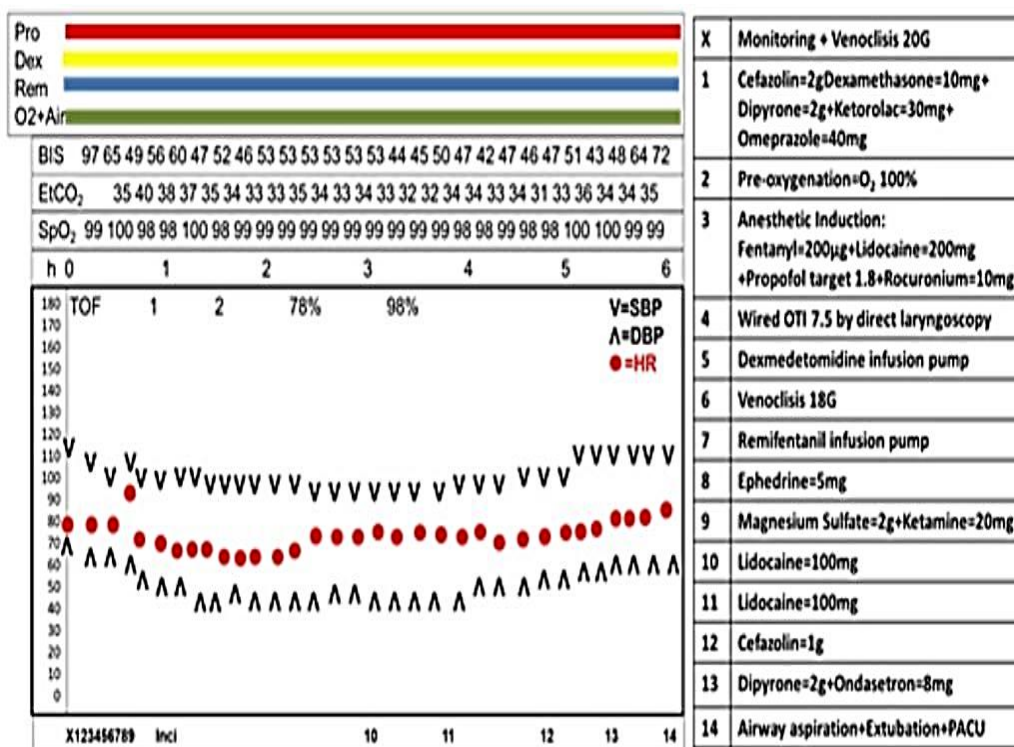 Pro
Dex
Rem
O2+Air
BIS 97 65 49 56 60 47 52 46 53 53 53 53 53 53 44 45 50 47 42 47 46 47 51 43 48 64 72
EtCO₂ 35 40 38 37 35 34 33 33 35 34 33 34 33 32 32 34 33 34 34 31 33 36 34 34 35
SpO₂ 99 100 98 98 100 98 99 99 99 99 99 99 99 99 99 99 98 98 99 98 98 100 100 99 99
h 0 1 2 3 4 5 6
TOF 1 2 78% 98%
V=SBP
Λ=DBP
=HR
180
170
160
150
140
130
120
110
100
90
80
70
60
50
40
30
20
10
0
X123456789 Inci 10 11 12 13 14
X Monitoring + Venoclisis 20G
1 Cefazolin=2gDexamethasone=10mg+
Dipyrone=2g+Ketorolac=30mg+
Omeprazole=40mg
2 Pre-oxygenation=O₂ 100%
3 Anesthetic Induction:
Fentanyl=200µg+Lidocaine=200mg
+Propofol target 1.8+Rocuronium=10mg
4 Wired OTI 7.5 by direct laryngoscopy
5 Dexmedetomidine infusion pump
6 Venoclisis 18G
7 Remifentanil infusion pump
8 Ephedrine=5mg
9 Magnesium Sulfate=2g+Ketamine=20mg
10 Lidocaine=100mg
11 Lidocaine=100mg
12 Cefazolin=1g
13 Dipyrone=2g+Ondasetron=8mg
14 Airway aspiration+Extubation+PACU